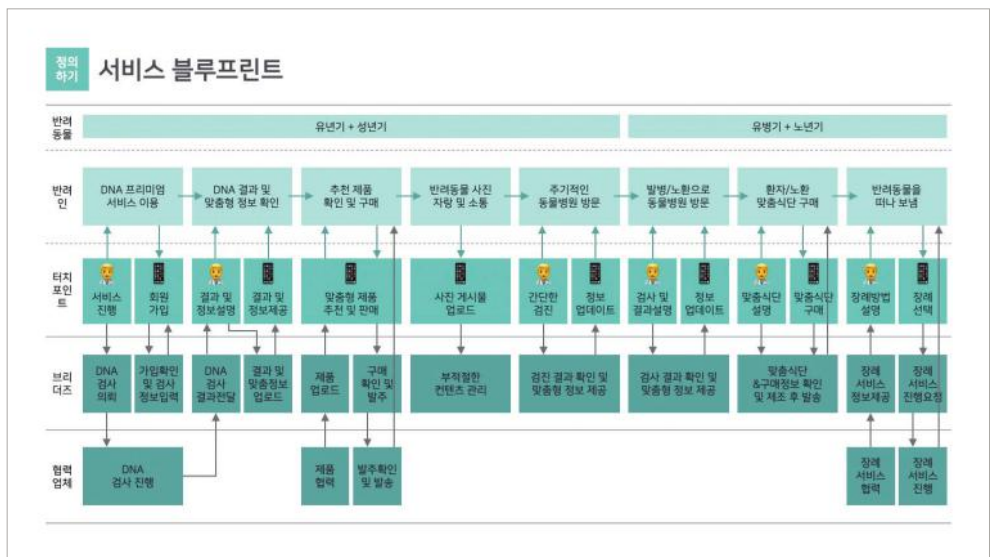 정의
하기
서비스 블루프린트
반려
동물
유년기 + 성년기
유병기 + 노년기
반려
인
DNA 프리미엄
서비스 이용
DNA 결과 및
맞춤형 정보 확인
추천 제품
확인 및 구매
반려동물 사진
자랑 및 소통
주기적인
동물병원 방문
발병/노환으로
동물병원 방문
환자/노환
맞춤식단 구매
반려동물을
떠나 보냄
터치
포인
트
서비스
진행
회원
가입
결과 및
정보설명
결과 및
정보제공
맞춤형 제품
추천 및 판매
사진 게시물
업로드
간단한
검진
정보
업데이트
검사 및
결과설명
정보
업데이트
맞춤식단
설명
맞춤식단
구매
장례방법
설명
장례
선택
브리
더즈
DNA
검사
의뢰
가입확인
및 검사
정보입력
DNA
검사
결과전달
결과 및
맞춤정보
업로드
제품
업로드
구매
확인 및
발주
부적절한
컨텐츠 관리
검진 결과 확인 및
맞춤형 정보 제공
검사 결과 확인 및
맞춤형 정보 제공
맞춤식단
&구매정보 확인
및 제조 후 발송
장례
서비스
정보제공
장례
서비스
진행요청
협력
업체
DNA
검사 진행
제품
협력
발주확인
및 발송
장례
서비스
협력
장례
서비스
진행